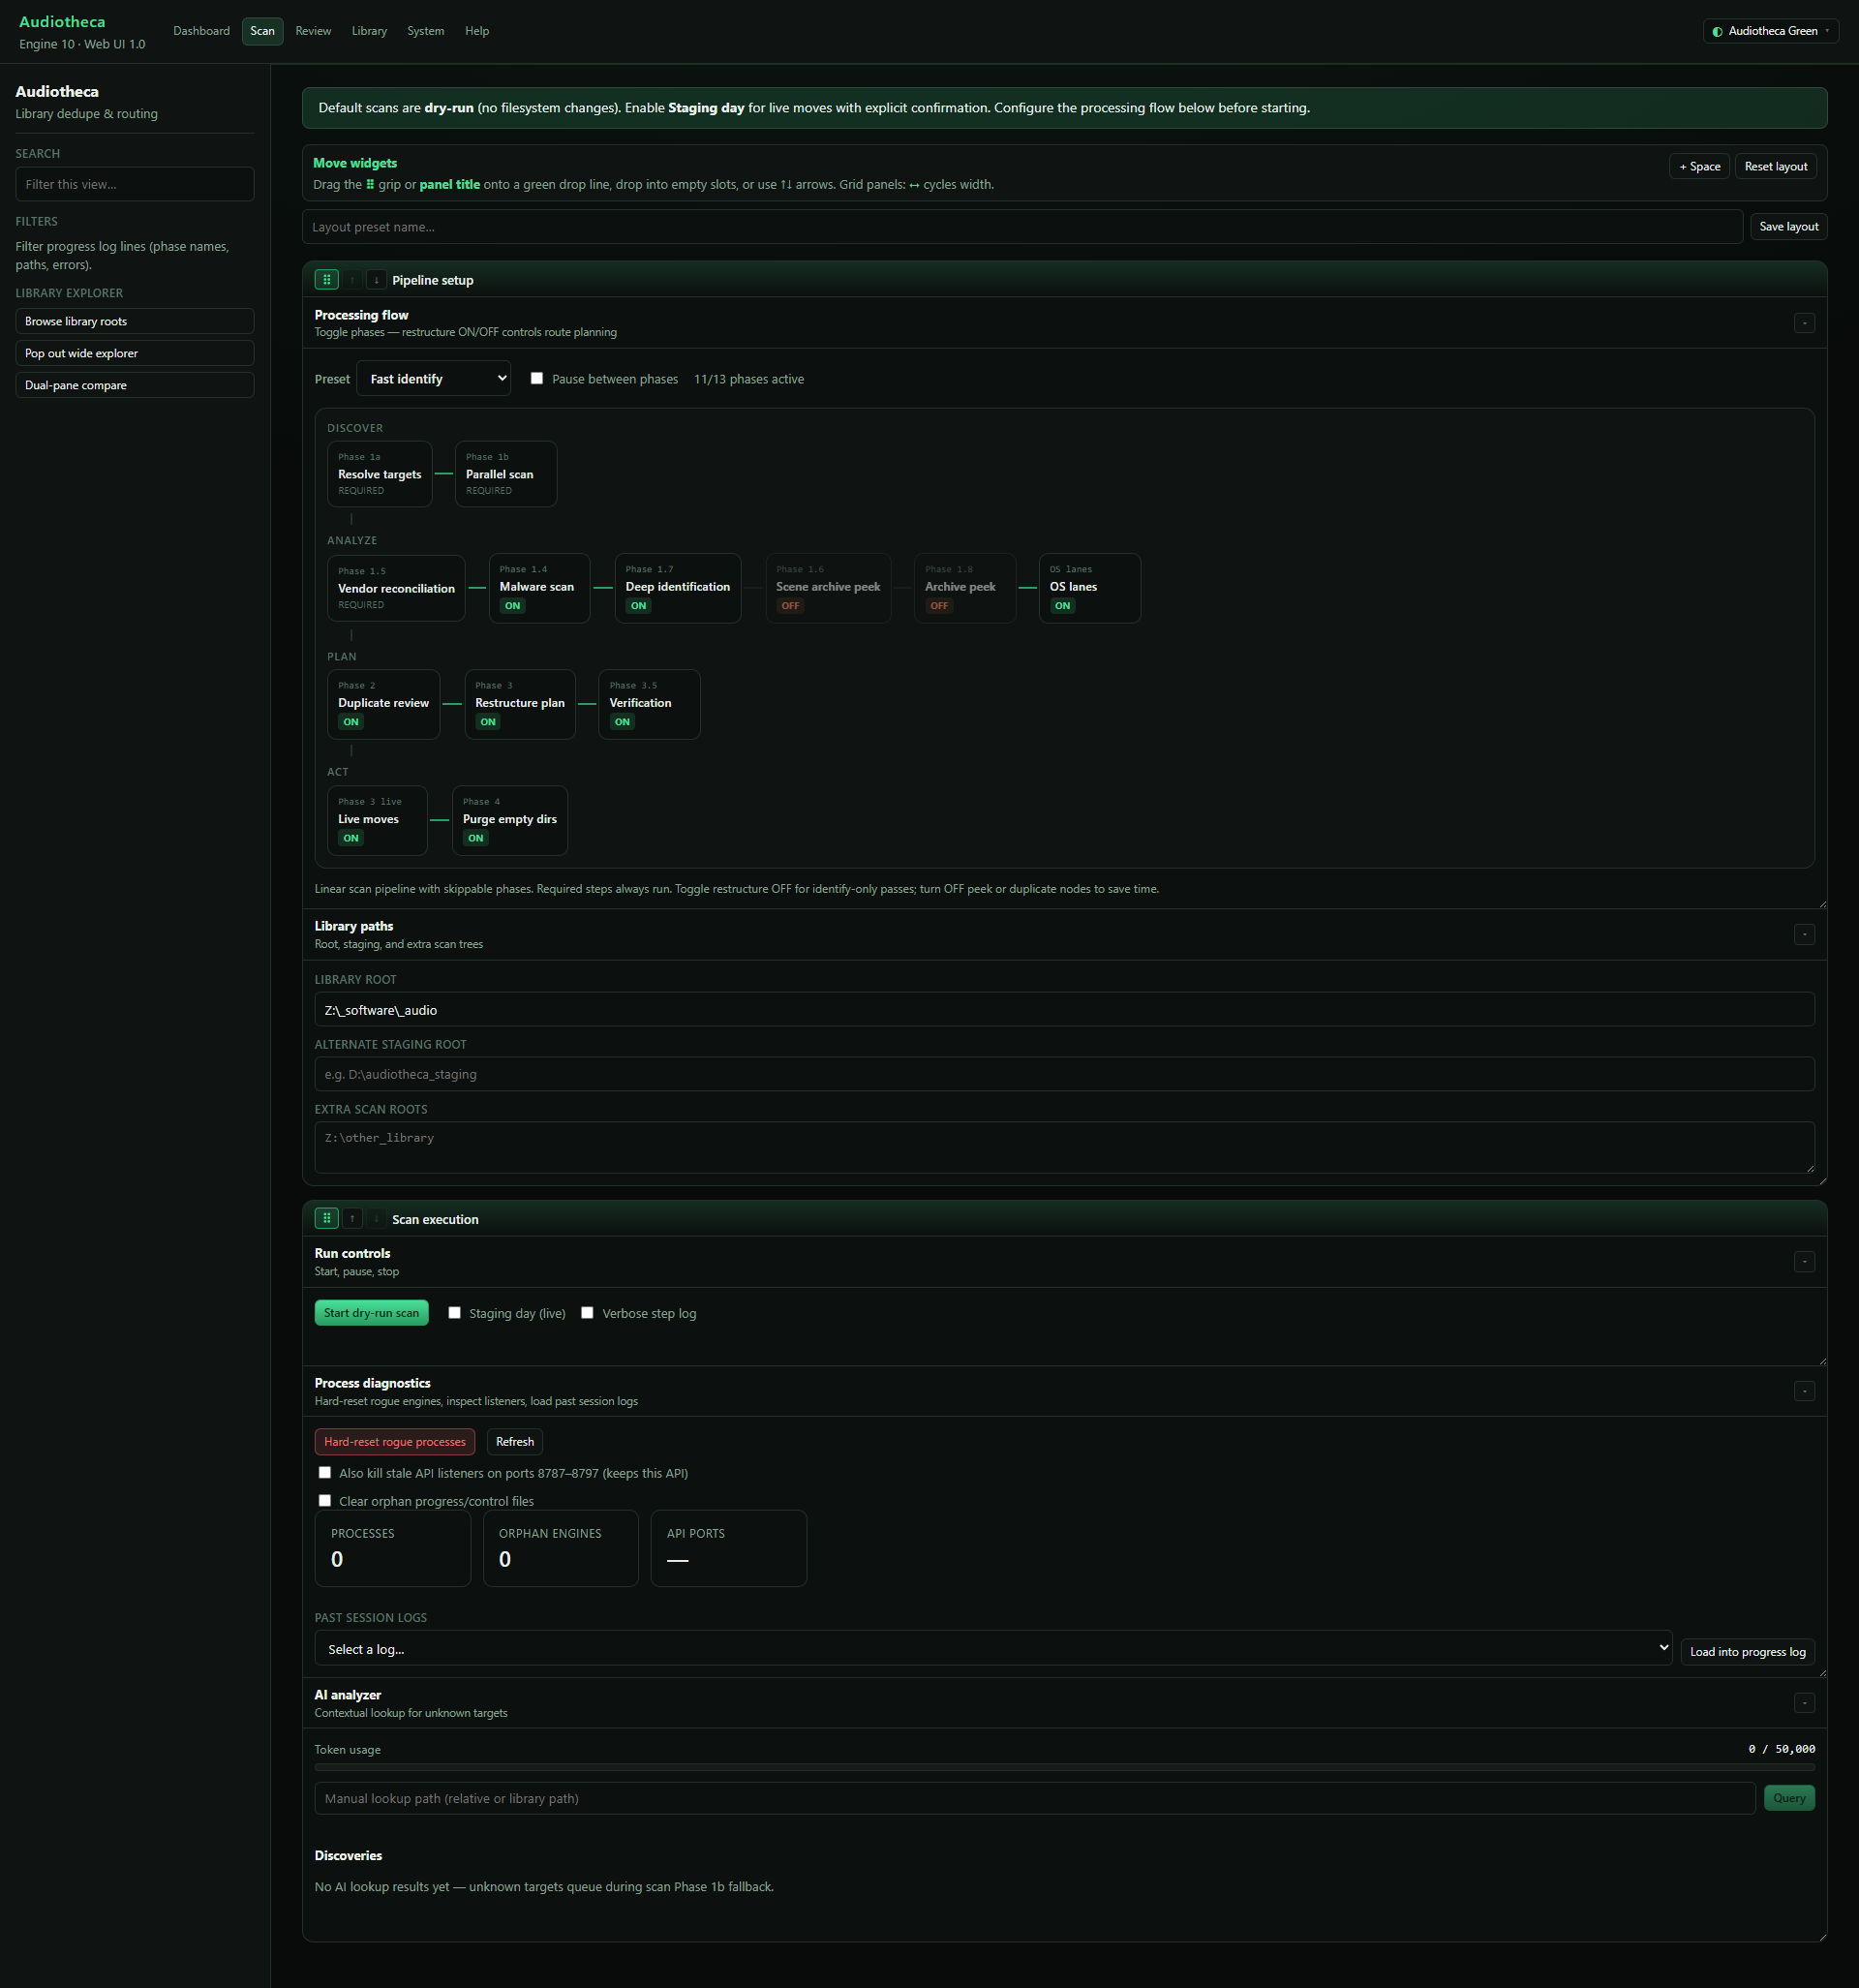 Audiotheca
Engine 10 · Web UI 1.0
Dashboard
Scan
Review
Library
System
Help
Audiotheca Green
Audiotheca
Library dedupe & routing
SEARCH
Filter this view...
FILTERS
Filter progress log lines (phase names,
paths, errors).
LIBRARY EXPLORER
Browse library roots
Pop out wide explorer
Dual-pane compare
Default scans are dry-run (no filesystem changes). Enable Staging day for live moves with explicit confirmation. Configure the processing flow below before starting.
Move widgets
Drag the ⠿ grip or panel title onto a green drop line, drop into empty slots, or use ↑↓ arrows. Grid panels: ↔ cycles width.
+ Space
Reset layout
Layout preset name...
Save layout
Pipeline setup
Processing flow
Toggle phases — restructure ON/OFF controls route planning
Preset
Fast identify
Pause between phases
11/13 phases active
DISCOVER
Phase 1a
Resolve targets
REQUIRED
Phase 1b
Parallel scan
REQUIRED
ANALYZE
Phase 1.5
Vendor reconciliation
REQUIRED
Phase 1.4
Malware scan
ON
Phase 1.7
Deep identification
ON
Phase 1.6
Scene archive peek
OFF
Phase 1.8
Archive peek
OFF
OS lanes
OS lanes
ON
PLAN
Phase 2
Duplicate review
ON
Phase 3
Restructure plan
ON
Phase 3.5
Verification
ON
ACT
Phase 3 live
Live moves
ON
Phase 4
Purge empty dirs
ON
Linear scan pipeline with skippable phases. Required steps always run. Toggle restructure OFF for identify-only passes; turn OFF peek or duplicate nodes to save time.
Library paths
Root, staging, and extra scan trees
LIBRARY ROOT
Z:\_software\_audio
ALTERNATE STAGING ROOT
e.g. D:\audiotheca_staging
EXTRA SCAN ROOTS
Z:\other_library
Scan execution
Run controls
Start, pause, stop
Start dry-run scan
Staging day (live)
Verbose step log
Process diagnostics
Hard-reset rogue engines, inspect listeners, load past session logs
Hard-reset rogue processes
Refresh
Also kill stale API listeners on ports 8787–8797 (keeps this API)
Clear orphan progress/control files
PROCESSES
0
ORPHAN ENGINES
0
API PORTS
—
PAST SESSION LOGS
Select a log...
Load into progress log
AI analyzer
Contextual lookup for unknown targets
Token usage
0 / 50,000
Manual lookup path (relative or library path)
Query
Discoveries
No AI lookup results yet — unknown targets queue during scan Phase 1b fallback.